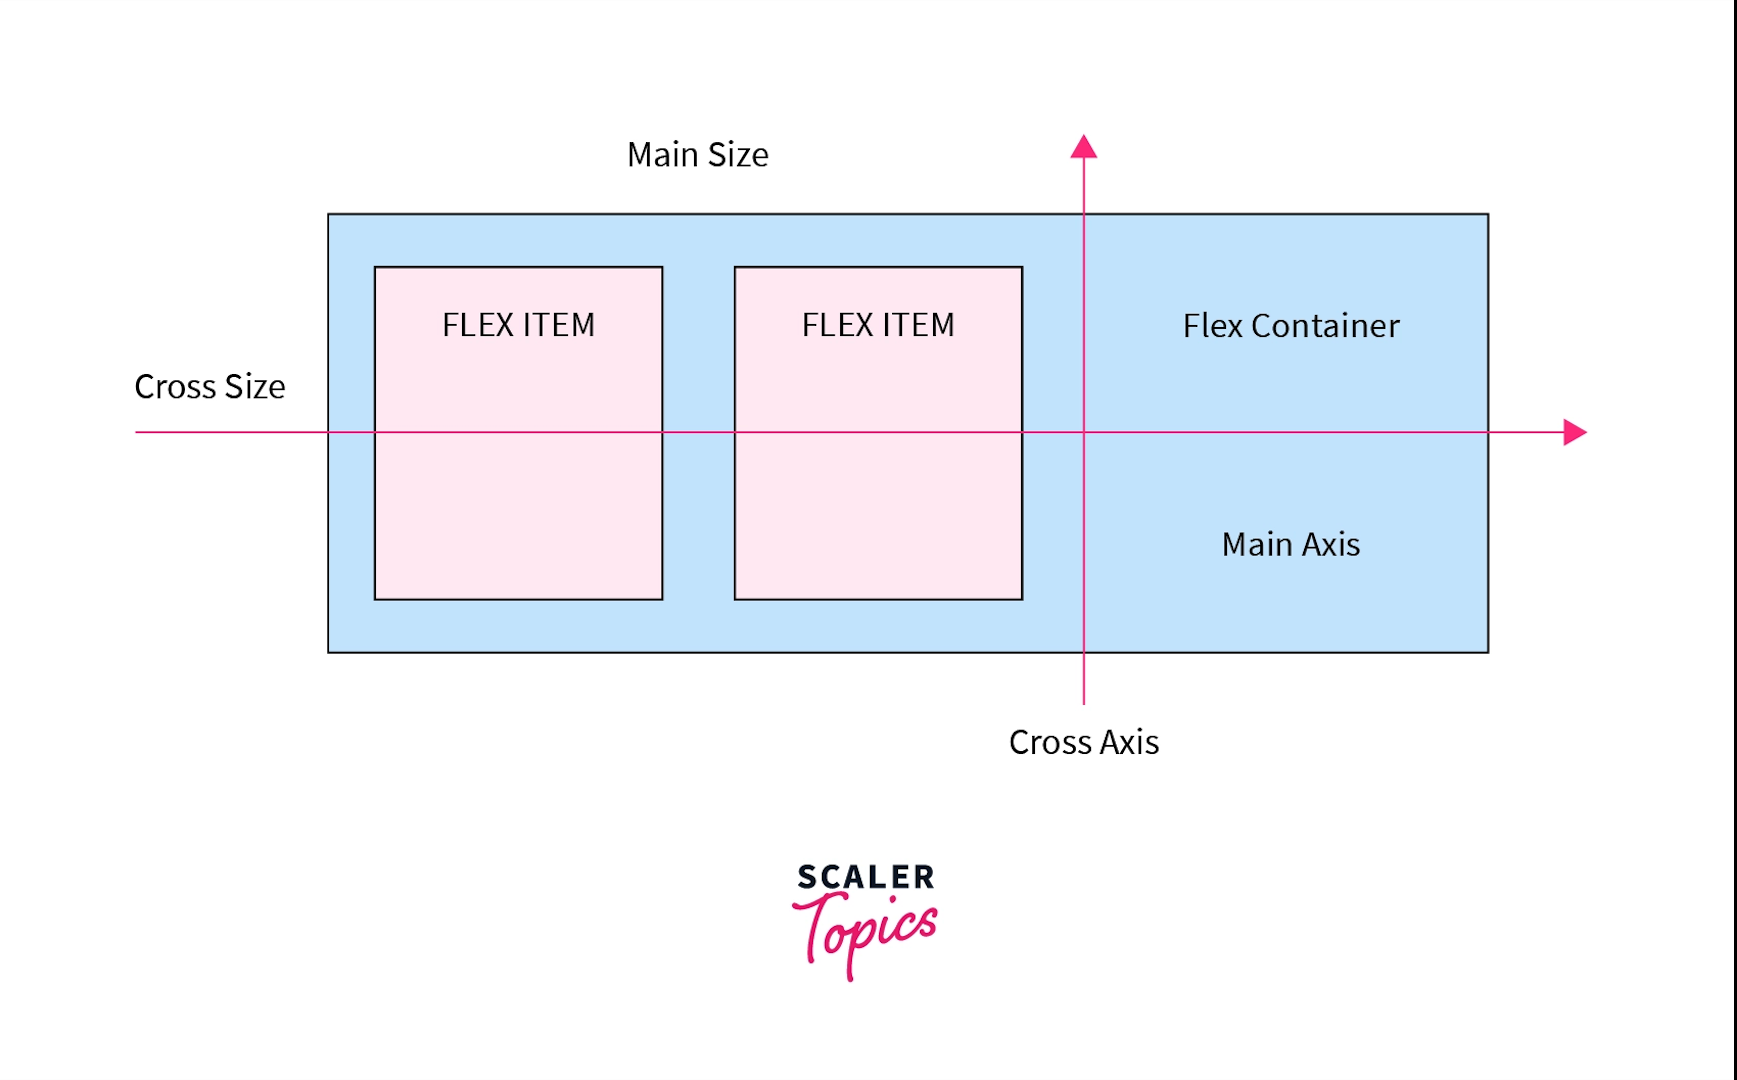 Main Size
FLEX ITEM
FLEX ITEM
Flex Container
Cross Size
Main Axis
Cross Axis
SCALER
Topics